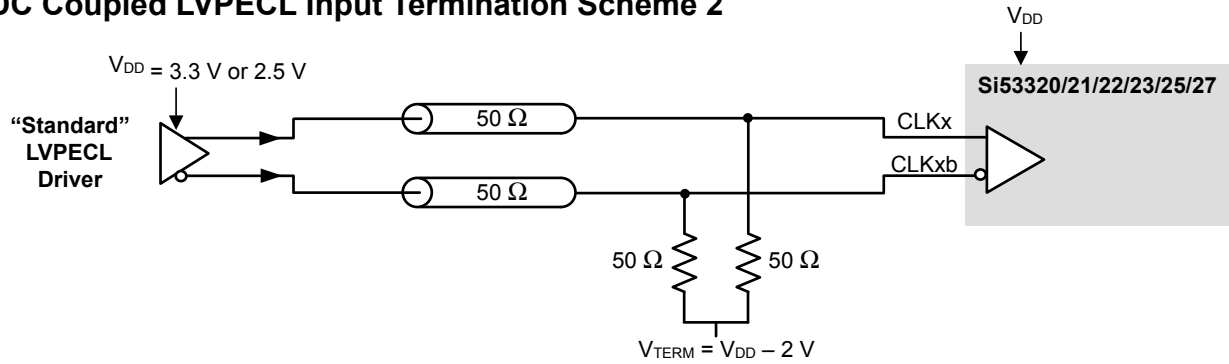 DC Coupled LVPECL Input Termination Scheme 2
VDD
VDD = 3.3 V or 2.5 V
Si53320/21/22/23/25/27
"Standard"
LVPECL
Driver
50 Ω
CLKx
50 Ω
CLKxb
50 Ω
50 Ω
VTERM = VDD – 2 V